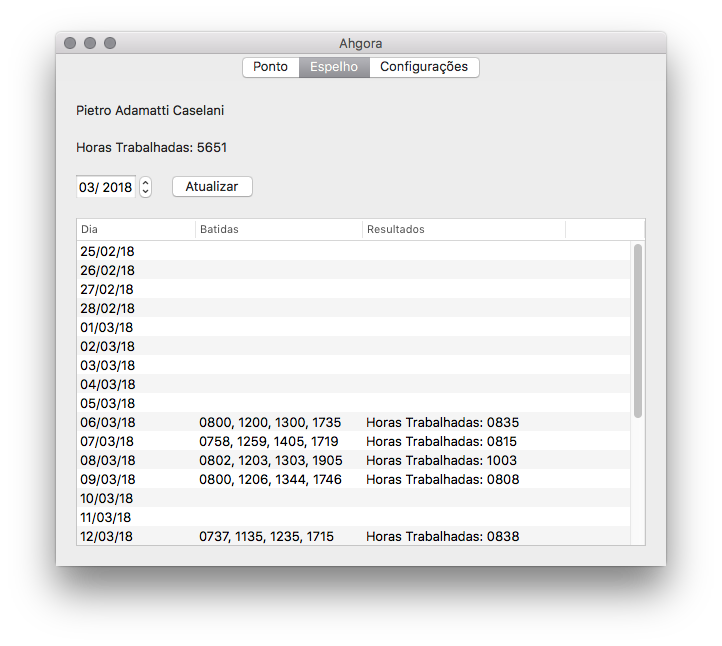 Ahgora
Ponto Espelho Configurações
Pietro Adamatti Caselani
Horas Trabalhadas: 5651
03/ 2018 Atualizar
Dia Batidas Resultados
25/02/18
26/02/18
27/02/18
28/02/18
01/03/18
02/03/18
03/03/18
04/03/18
05/03/18
06/03/18 0800, 1200, 1300, 1735 Horas Trabalhadas: 0835
07/03/18 0758, 1259, 1405, 1719 Horas Trabalhadas: 0815
08/03/18 0802, 1203, 1303, 1905 Horas Trabalhadas: 1003
09/03/18 0800, 1206, 1344, 1746 Horas Trabalhadas: 0808
10/03/18
11/03/18
12/03/18 0737, 1135, 1235, 1715 Horas Trabalhadas: 0838